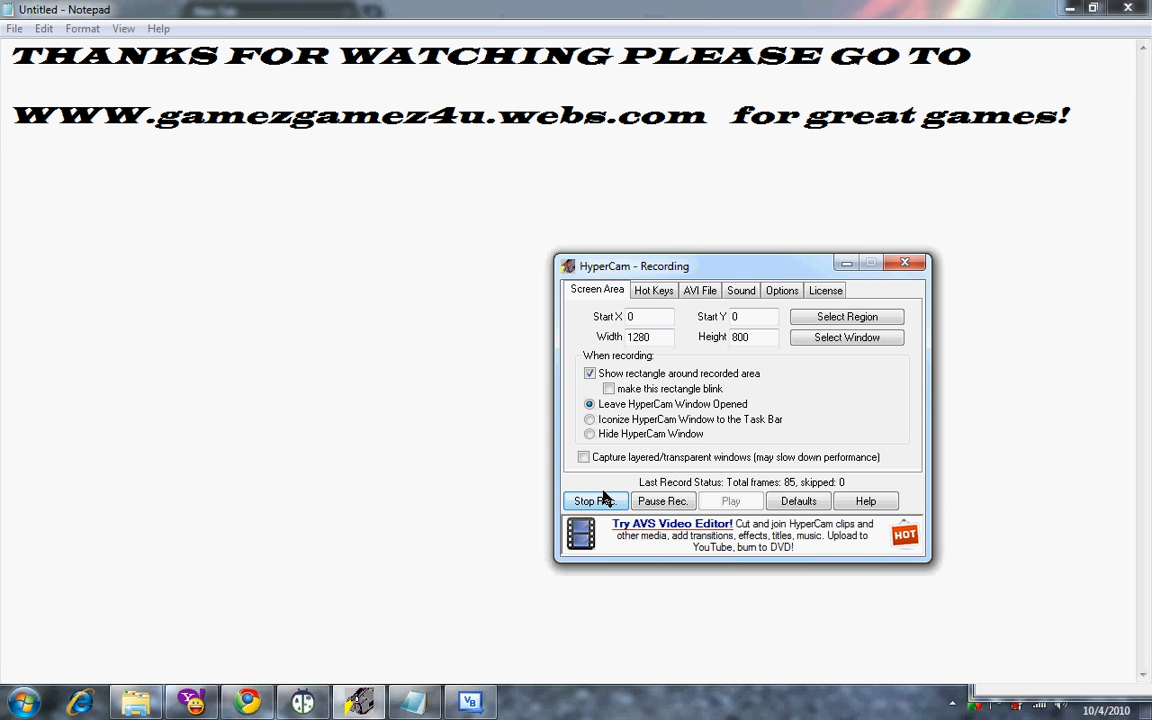 Untitled - Notepad
File Edit Format View Help
THANKS FOR WATCHING PLEASE GO TO
WWW.gamezgamez4u.webs.com for great games!
HyperCam - Recording
Screen Area Hot Keys AVI File Sound Options License
Start X 0 Start Y 0 Select Region
Width 1280 Height 800 Select Window
When recording:
Show rectangle around recorded area
make this rectangle blink
Leave HyperCam Window Opened
Iconize HyperCam Window to the Task Bar
Hide HyperCam Window
Capture layered/transparent windows (may slow down performance)
Last Record Status: Total frames: 85, skipped: 0
Stop Rec. Pause Rec. Play Defaults Help
Try AVS Video Editor! Cut and join HyperCam clips and
other media, add transitions, effects, titles, music. Upload to
YouTube, burn to DVD!
HOT
VB
10/4/2010